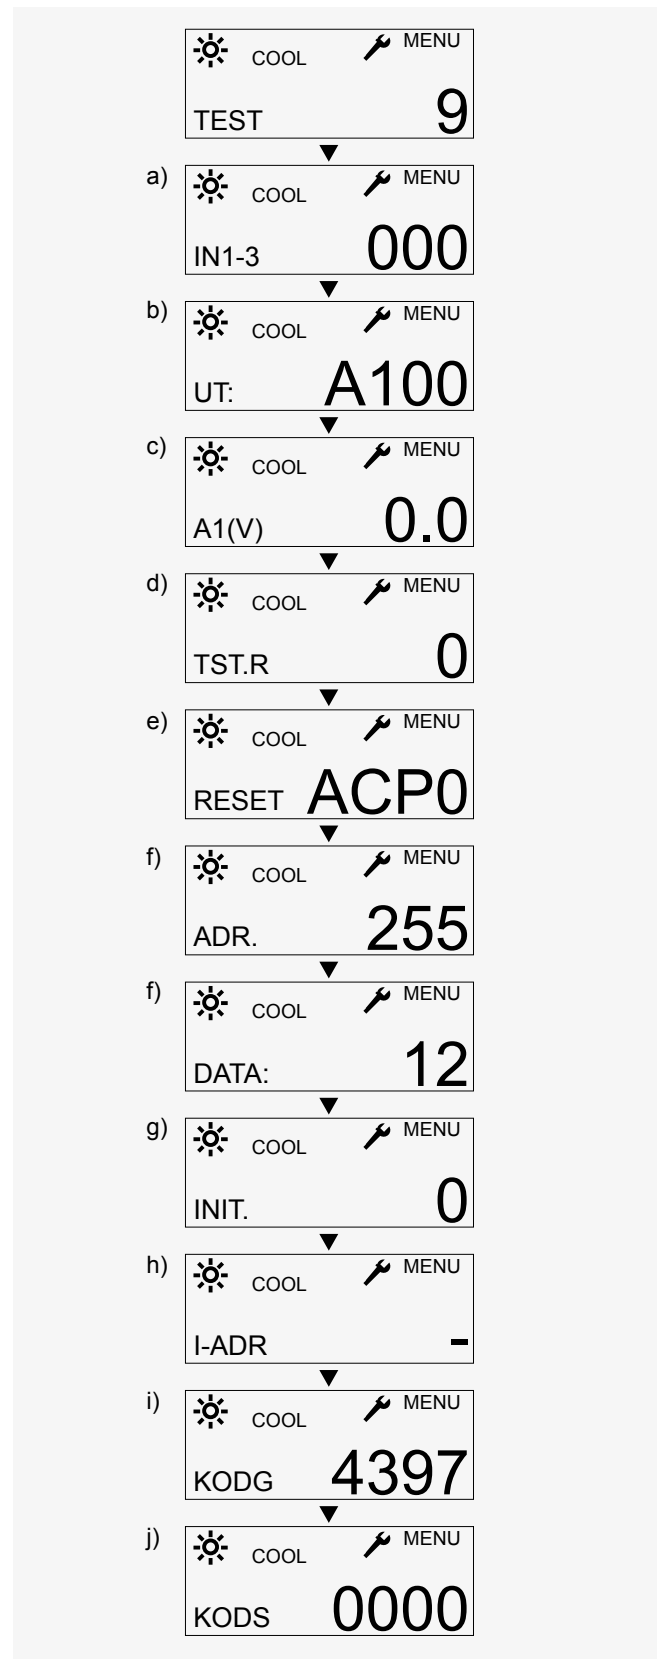 MENU
COOL
TEST 9
a) MENU
COOL
IN1-3 000
b) MENU
COOL
UT: A100
c) MENU
COOL
A1(V) 0.0
d) MENU
COOL
TST.R 0
e) MENU
COOL
RESET ACP0
f) MENU
COOL
ADR. 255
f) MENU
COOL
DATA: 12
g) MENU
COOL
INIT. 0
h) MENU
COOL
I-ADR -
i) MENU
COOL
KODG 4397
j) MENU
COOL
KODS 0000